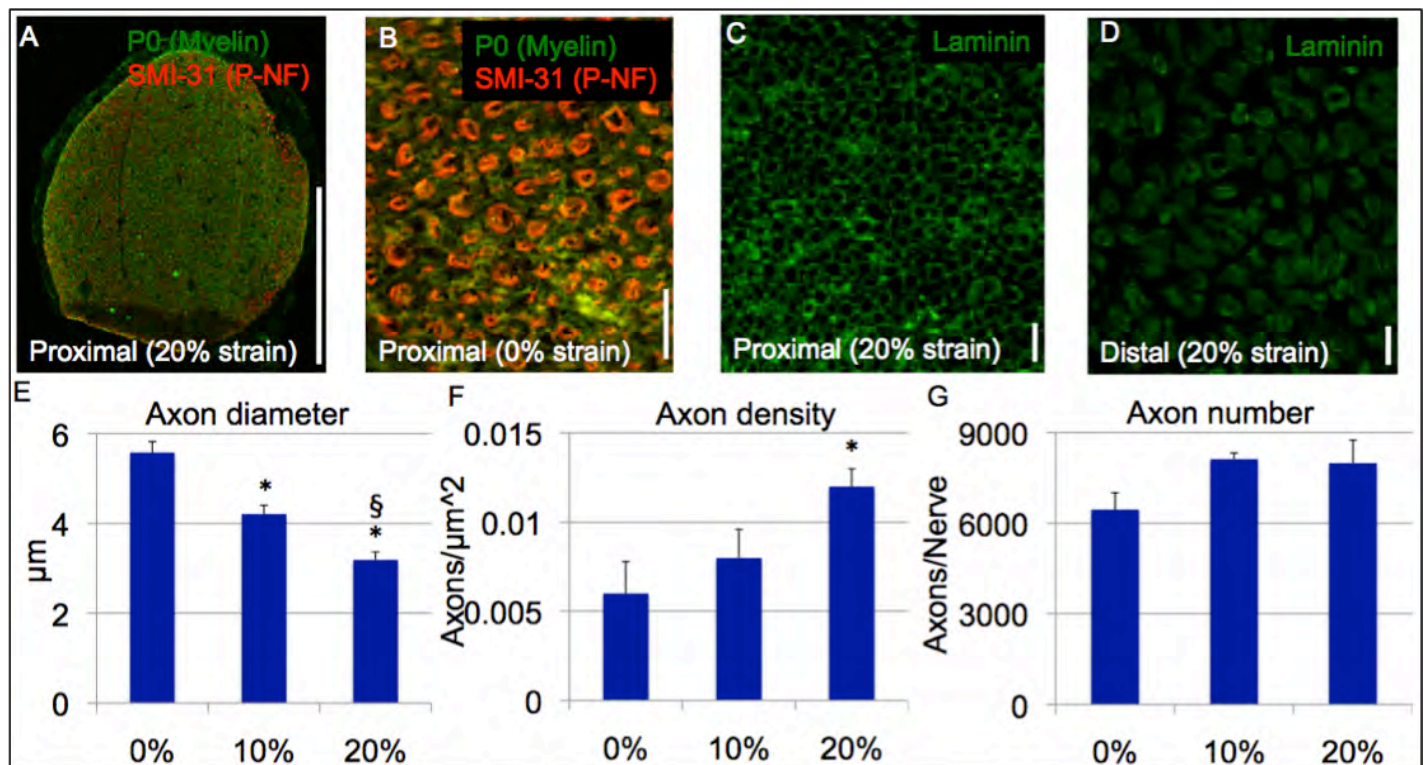 A
P0 (Myelin)
SMI-31 (P-NF)
Proximal (20% strain)
B
P0 (Myelin)
SMI-31 (P-NF)
Proximal (0% strain)
C
Laminin
Proximal (20% strain)
D
Laminin
Distal (20% strain)
E
Axon diameter
µm
6
4
2
0
*
§
*
0% 10% 20%
F
Axon density
Axons/µm^2
0.015
0.01
0.005
0
*
0% 10% 20%
G
Axon number
Axons/Nerve
9000
6000
3000
0
0% 10% 20%